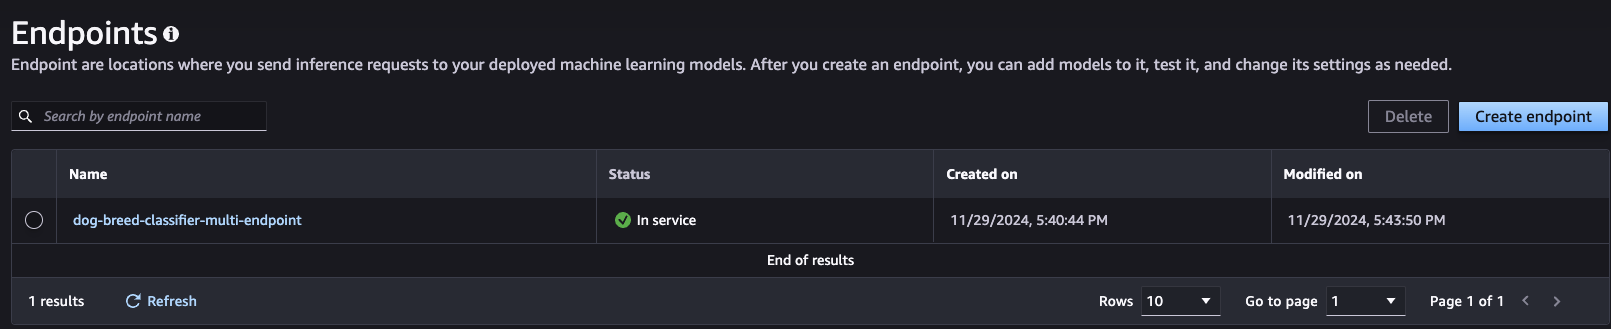 Endpoints
Endpoint are locations where you send inference requests to your deployed machine learning models. After you create an endpoint, you can add models to it, test it, and change its settings as needed.
Search by endpoint name
Delete
Create endpoint
Name Status Created on Modified on
dog-breed-classifier-multi-endpoint In service 11/29/2024, 5:40:44 PM 11/29/2024, 5:43:50 PM
End of results
1 results Refresh Rows 10 Go to page 1 Page 1 of 1